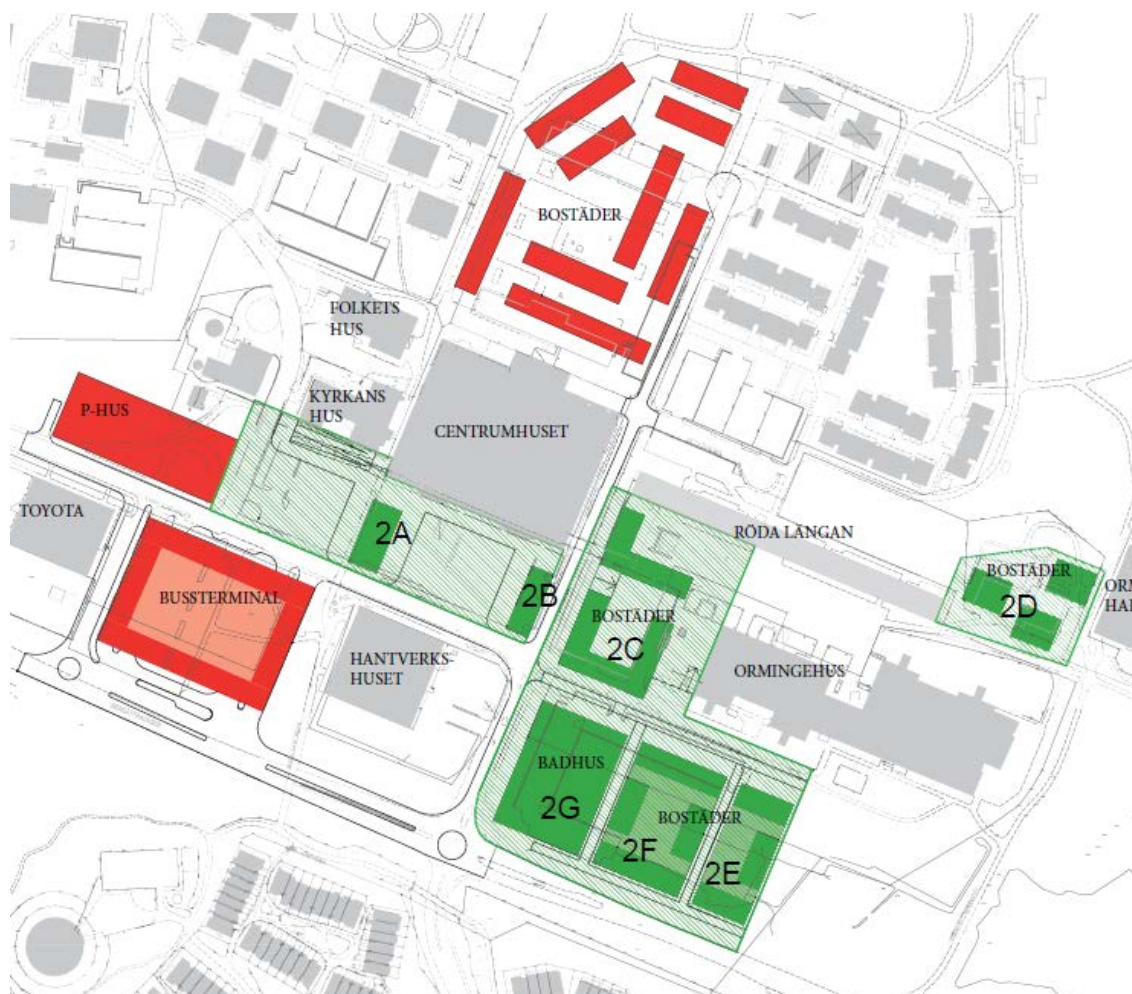 BOSTÄDER
FOLKETS
HUS
P-HUS
KYRKANS
HUS
CENTRUMHUSET
TOYOTA
2A
RÖDA LÄNGAN
BOSTÄDER
2D
BUSSTERMINAL
2B
BOSTÄDER
2C
HANTVERKS-
HUSET
ORMINGEHUS
BADHUS
2G
BOSTÄDER
2F
2E